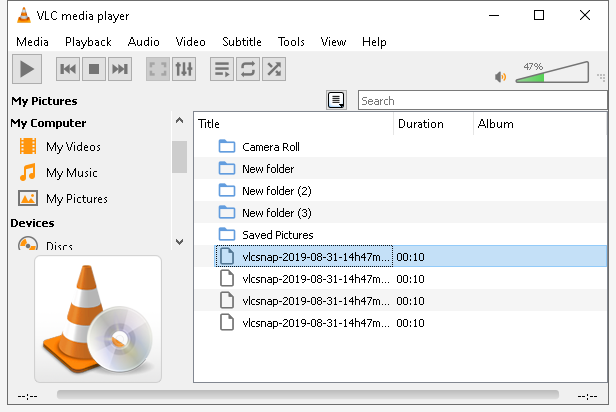 VLC media player
Media Playback Audio Video Subtitle Tools View Help
47%
My Pictures
Search
My Computer
My Videos
My Music
My Pictures
Devices
Discs
Title Duration Album
Camera Roll
New folder
New folder (2)
New folder (3)
Saved Pictures
vlcsnap-2019-08-31-14h47m... 00:10
vlcsnap-2019-08-31-14h47m... 00:10
vlcsnap-2019-08-31-14h47m... 00:10
vlcsnap-2019-08-31-14h47m... 00:10
--:-- --:--